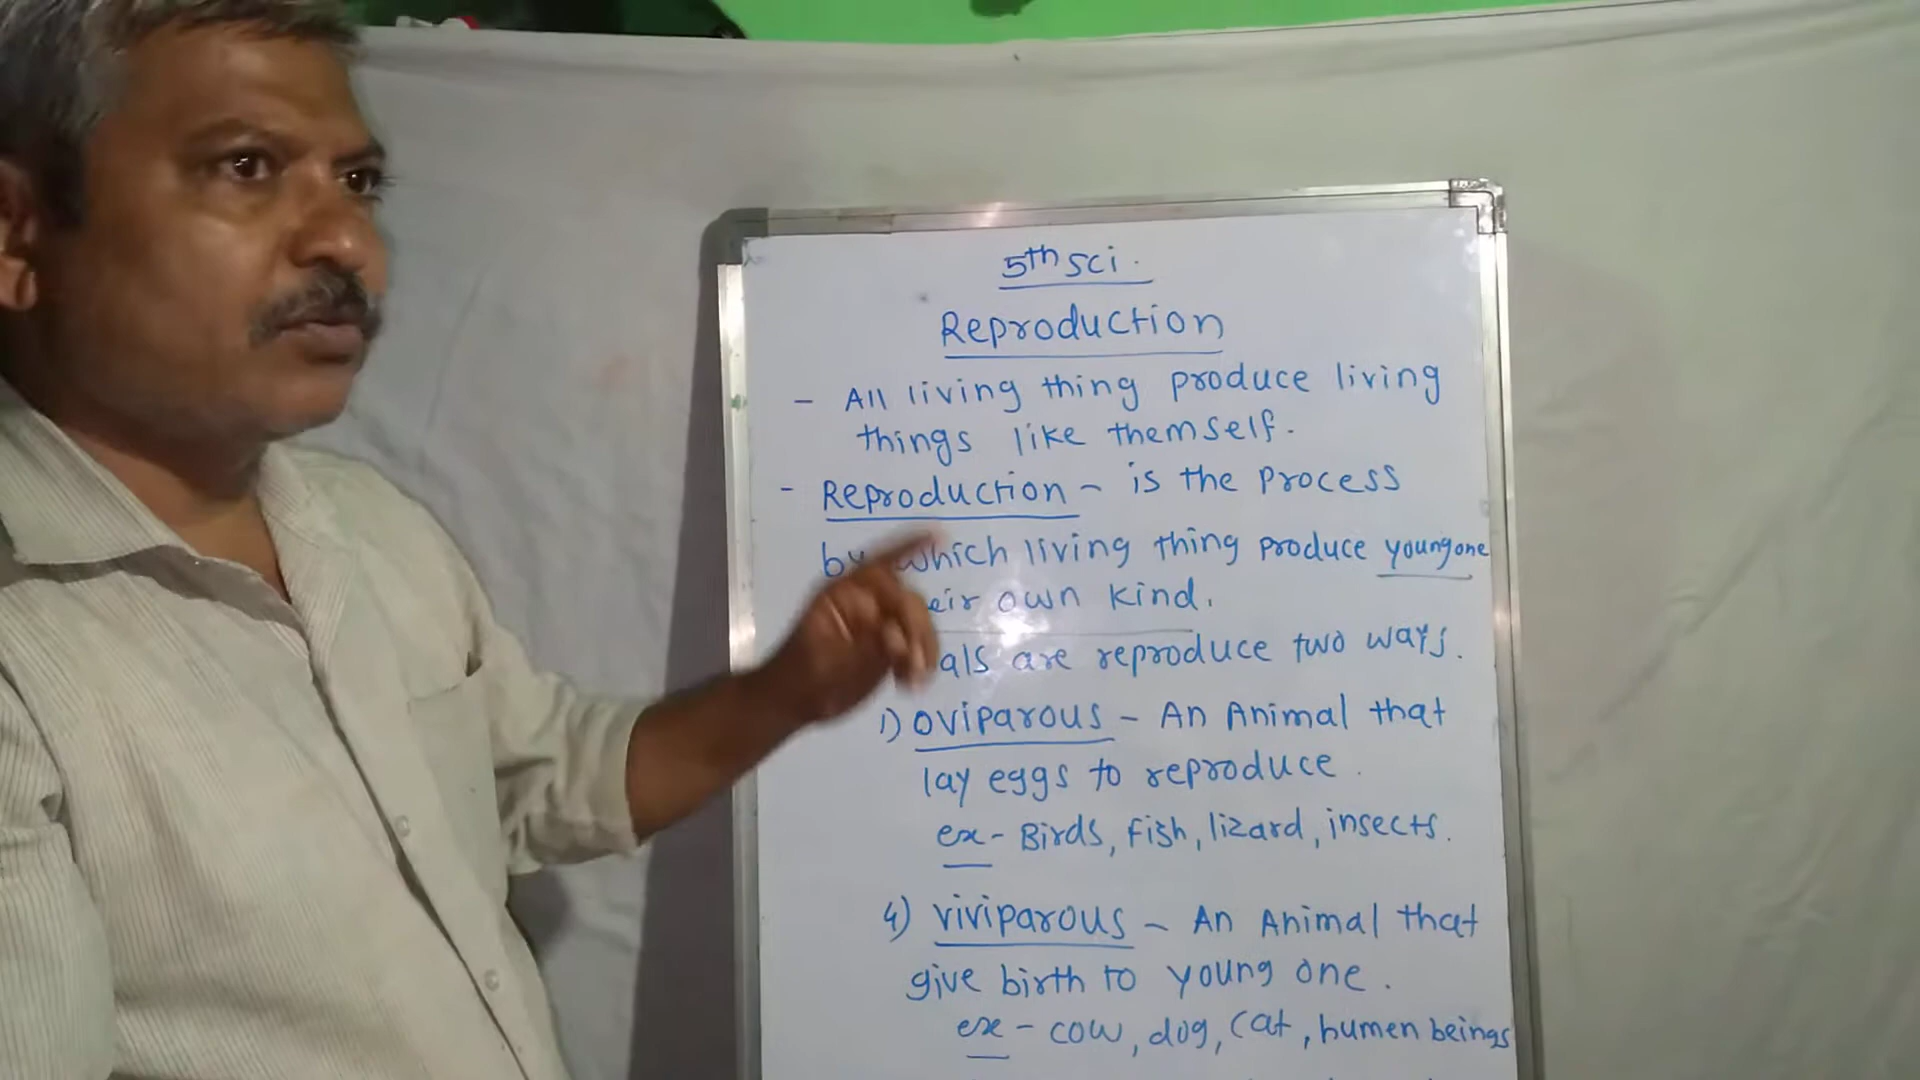 5th sci.
Reproduction
- All living thing produce living
things like themself.
- Reproduction - is the process
by which living thing produce youngone
own kind.
are reproduce two ways.
1) oviparous - An Animal that
lay eggs to reproduce.
ex- Birds, fish, lizard, insects.
4) viviparous - An Animal that
give birth to young one.
ex - cow, dog, cat, humen beings